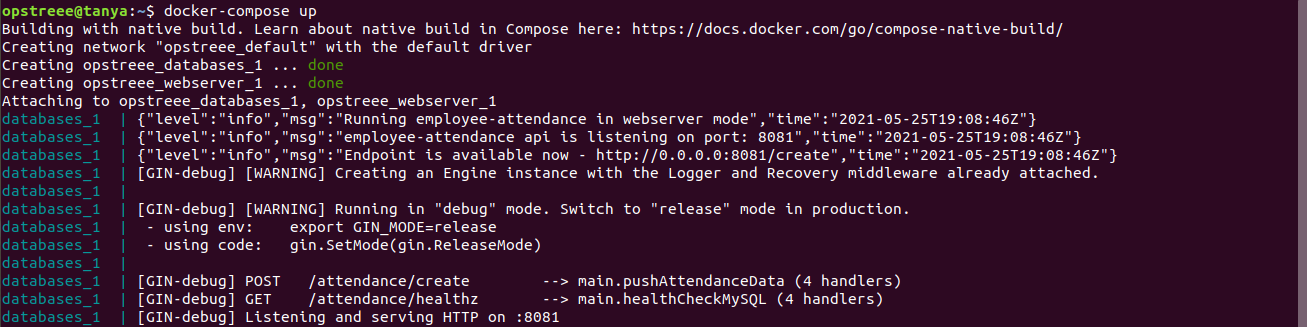 opstreee@tanya:~$ docker-compose up
Building with native build. Learn about native build in Compose here: https://docs.docker.com/go/compose-native-build/
Creating network "opstreee_default" with the default driver
Creating opstreee_databases_1 ... done
Creating opstreee_webserver_1 ... done
Attaching to opstreee_databases_1, opstreee_webserver_1
databases_1  | {"level":"info","msg":"Running employee-attendance in webserver mode","time":"2021-05-25T19:08:46Z"}
databases_1  | {"level":"info","msg":"employee-attendance api is listening on port: 8081","time":"2021-05-25T19:08:46Z"}
databases_1  | {"level":"info","msg":"Endpoint is available now - http://0.0.0.0:8081/create","time":"2021-05-25T19:08:46Z"}
databases_1  | [GIN-debug] [WARNING] Creating an Engine instance with the Logger and Recovery middleware already attached.
databases_1  |
databases_1  | [GIN-debug] [WARNING] Running in "debug" mode. Switch to "release" mode in production.
databases_1  |  - using env:    export GIN_MODE=release
databases_1  |  - using code:   gin.SetMode(gin.ReleaseMode)
databases_1  |
databases_1  | [GIN-debug] POST   /attendance/create        --> main.pushAttendanceData (4 handlers)
databases_1  | [GIN-debug] GET    /attendance/healthz       --> main.healthCheckMySQL (4 handlers)
databases_1  | [GIN-debug] Listening and serving HTTP on :8081